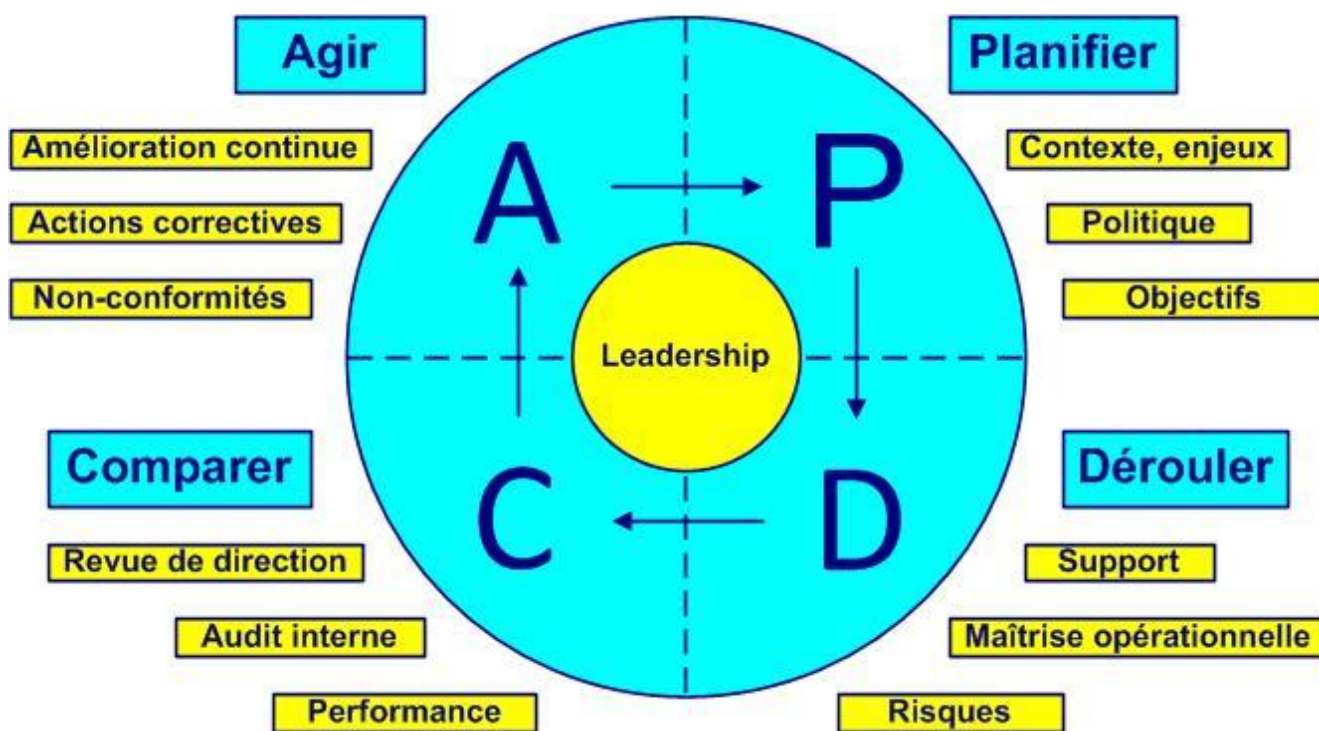 Agir
Planifier
Amélioration continue
Contexte, enjeux
Actions correctives
Politique
Non-conformités
Objectifs
A
P
Leadership
Comparer
Dérouler
C
D
Revue de direction
Support
Audit interne
Maîtrise opérationnelle
Performance
Risques